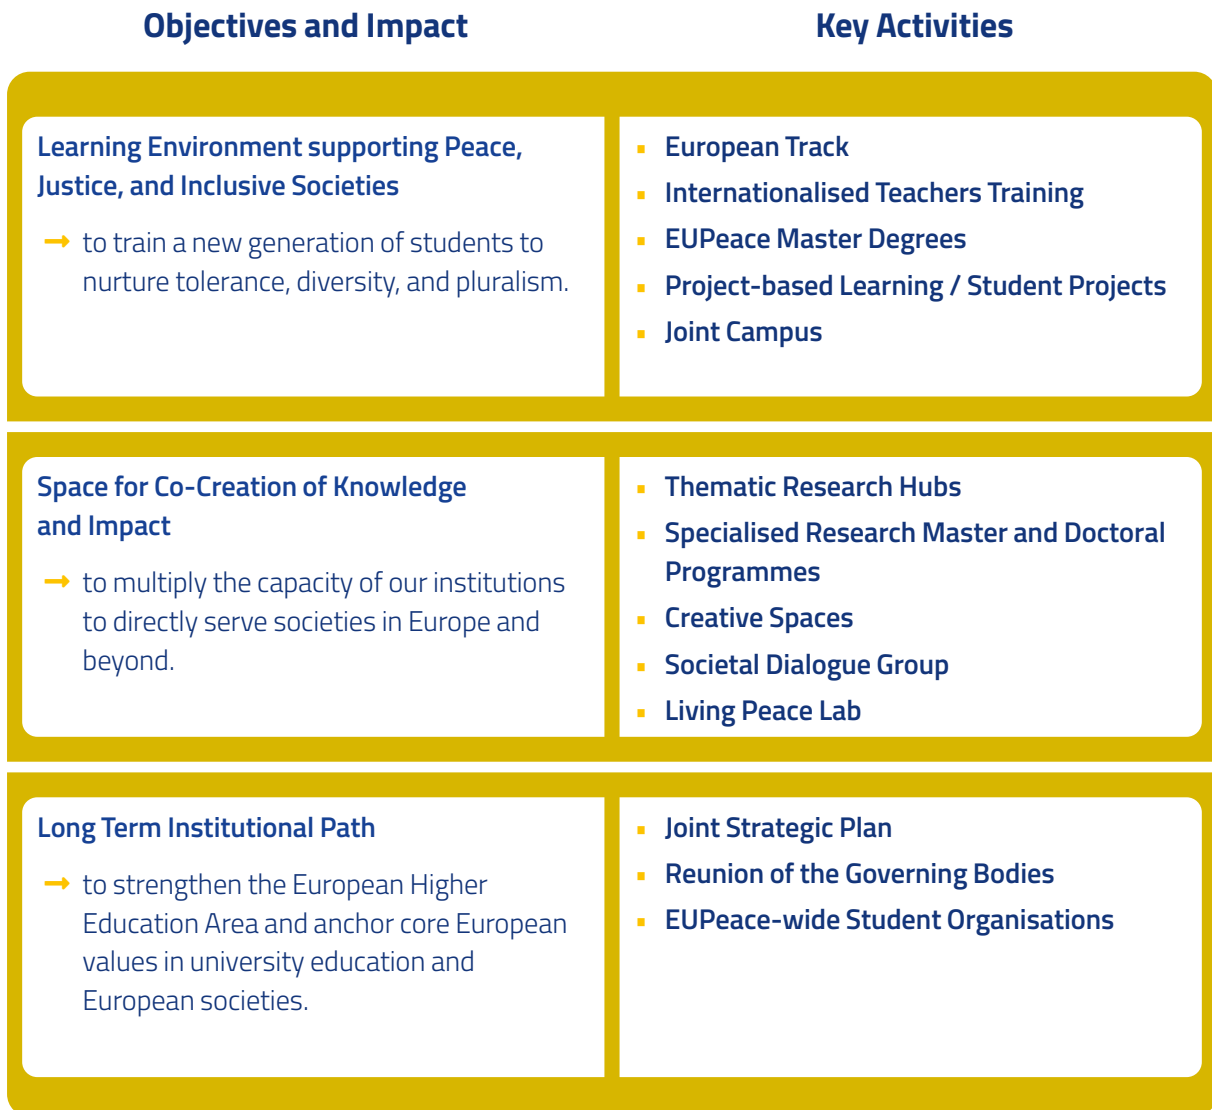 Objectives and Impact
Key Activities
Learning Environment supporting Peace,
Justice, and Inclusive Societies
→ to train a new generation of students to
nurture tolerance, diversity, and pluralism.
▪ European Track
▪ Internationalised Teachers Training
▪ EUPeace Master Degrees
▪ Project-based Learning / Student Projects
▪ Joint Campus
Space for Co-Creation of Knowledge
and Impact
→ to multiply the capacity of our institutions
to directly serve societies in Europe and
beyond.
▪ Thematic Research Hubs
▪ Specialised Research Master and Doctoral
Programmes
▪ Creative Spaces
▪ Societal Dialogue Group
▪ Living Peace Lab
Long Term Institutional Path
→ to strengthen the European Higher
Education Area and anchor core European
values in university education and
European societies.
▪ Joint Strategic Plan
▪ Reunion of the Governing Bodies
▪ EUPeace-wide Student Organisations